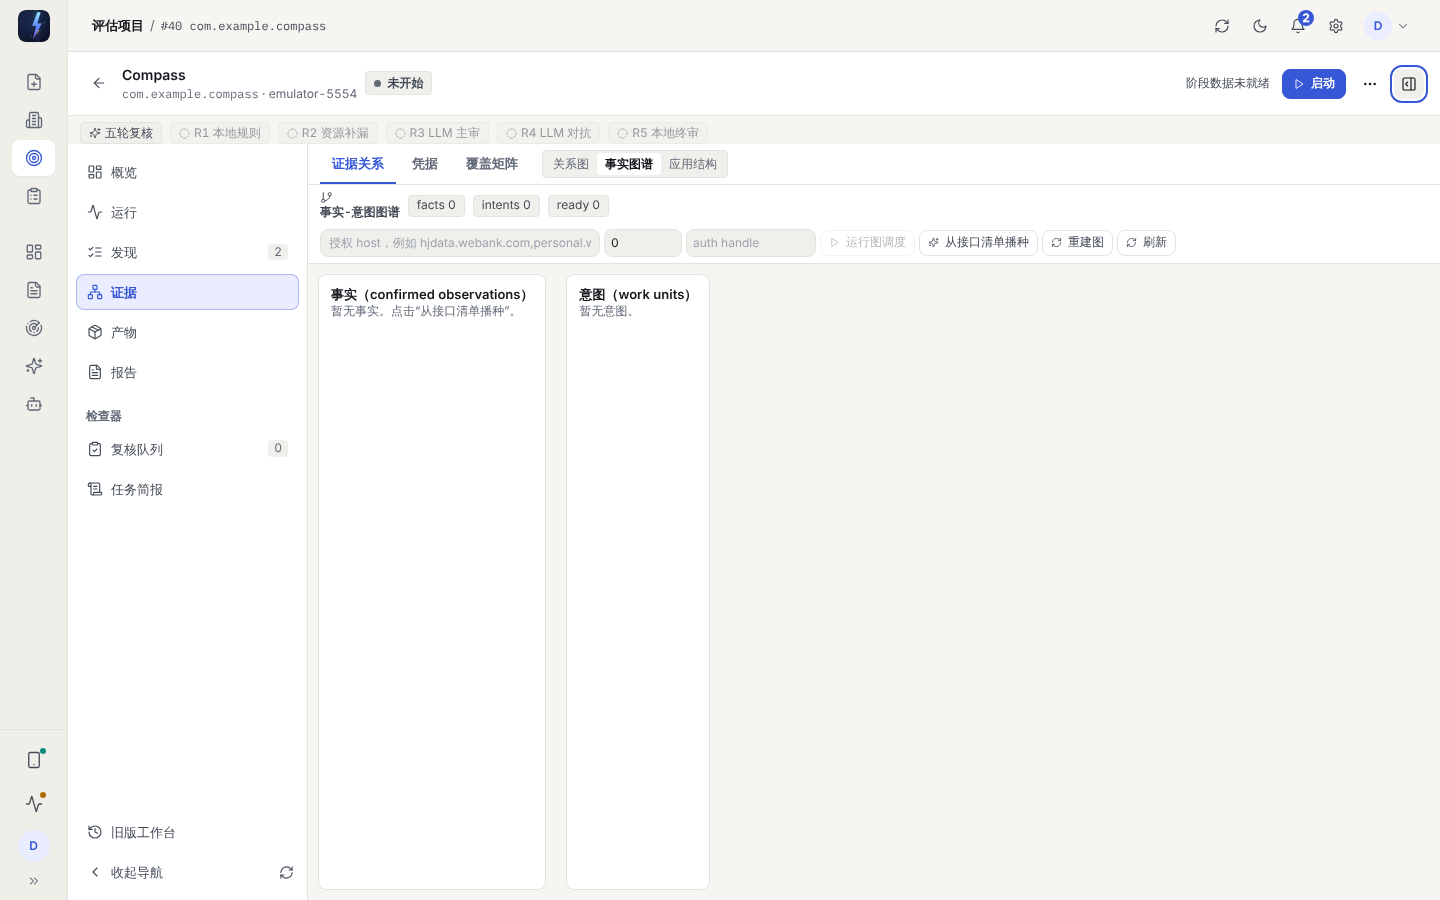 评估项目 / #40 com.example.compass
2
D
Compass
com.example.compass · emulator-5554
未开始
阶段数据未就绪
启动
五轮复核
R1 本地规则
R2 资源补漏
R3 LLM 主审
R4 LLM 对抗
R5 本地终审
概览
运行
发现 2
证据
产物
报告
检查器
复核队列 0
任务简报
旧版工作台
收起导航
D
证据关系
凭据
覆盖矩阵
关系图
事实图谱
应用结构
事实-意图图谱
facts 0
intents 0
ready 0
授权 host，例如 hjdata.webank.com,personal.w
0
auth handle
运行图调度
从接口清单播种
重建图
刷新
事实（confirmed observations）
暂无事实。点击“从接口清单播种”。
意图（work units）
暂无意图。